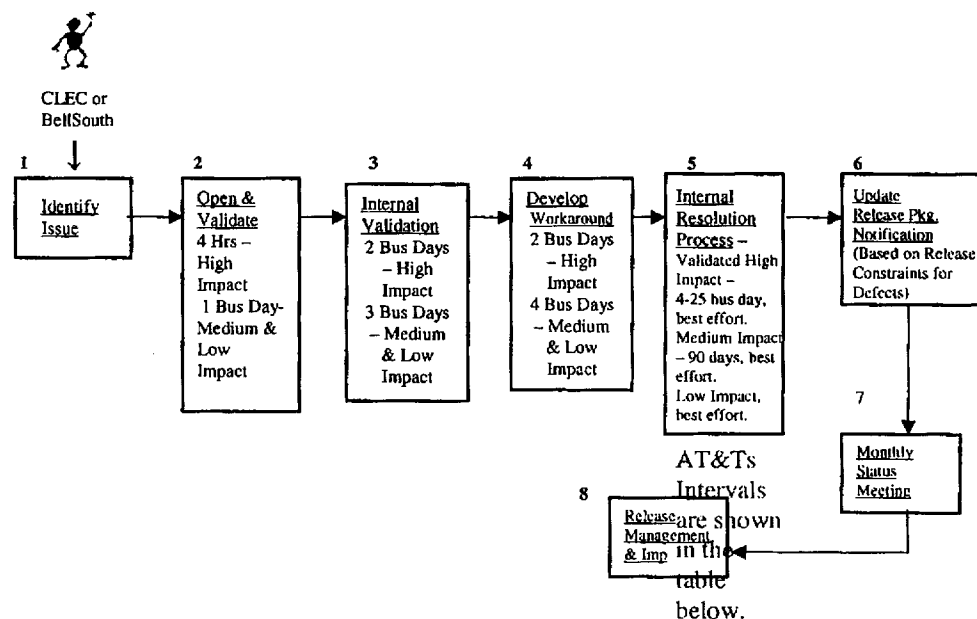 CLEC or
BellSouth
1
Identify
Issue
2
Open &
Validate
4 Hrs –
High
Impact
1 Bus Day-
Medium &
Low
Impact
3
Internal
Validation
2 Bus Days
– High
Impact
3 Bus Days
– Medium
& Low
Impact
4
Develop
Workaround
2 Bus Days
– High
Impact
4 Bus Days
– Medium
& Low
Impact
5
Internal
Resolution
Process –
Validated High
Impact –
4-25 bus day,
best effort.
Medium Impact
– 90 days, best
effort.
Low Impact,
best effort.
6
Update
Release Pkg.
Notification
(Based on Release
Constraints for
Defects)
7
Monthly
Status
Meeting
8
Release
Management
& Imp
AT&Ts
Intervals
are shown
in the
table
below.